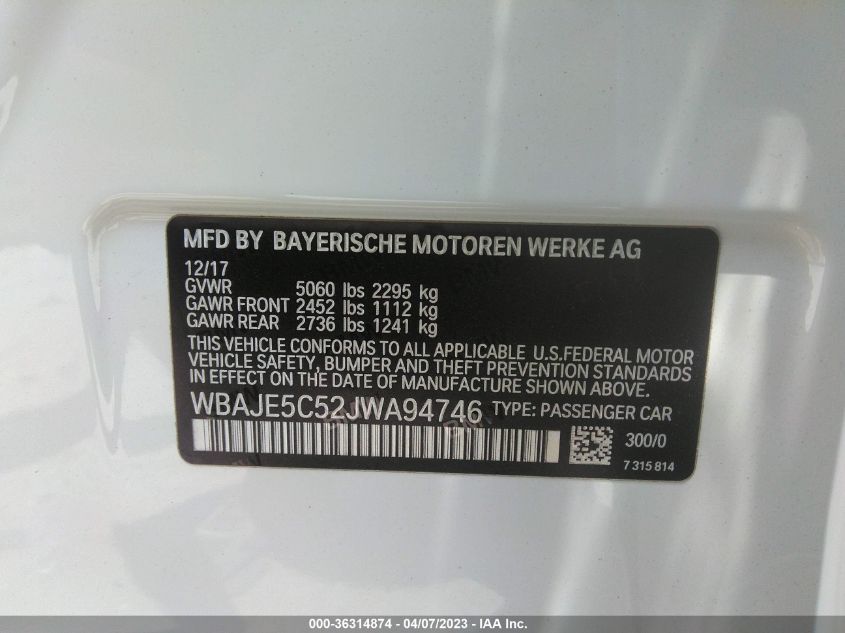 MFD BY BAYERISCHE MOTOREN WERKE AG
12/17
GVWR 5060 lbs 2295 kg
GAWR FRONT 2452 lbs 1112 kg
GAWR REAR 2736 lbs 1241 kg
THIS VEHICLE CONFORMS TO ALL APPLICABLE U.S.FEDERAL MOTOR
VEHICLE SAFETY, BUMPER AND THEFT PREVENTION STANDARDS
IN EFFECT ON THE DATE OF MANUFACTURE SHOWN ABOVE.
WBAJE5C52JWA94746 TYPE: PASSENGER CAR
300/0
7 315 814
000-36314874 - 04/07/2023 - IAA Inc.